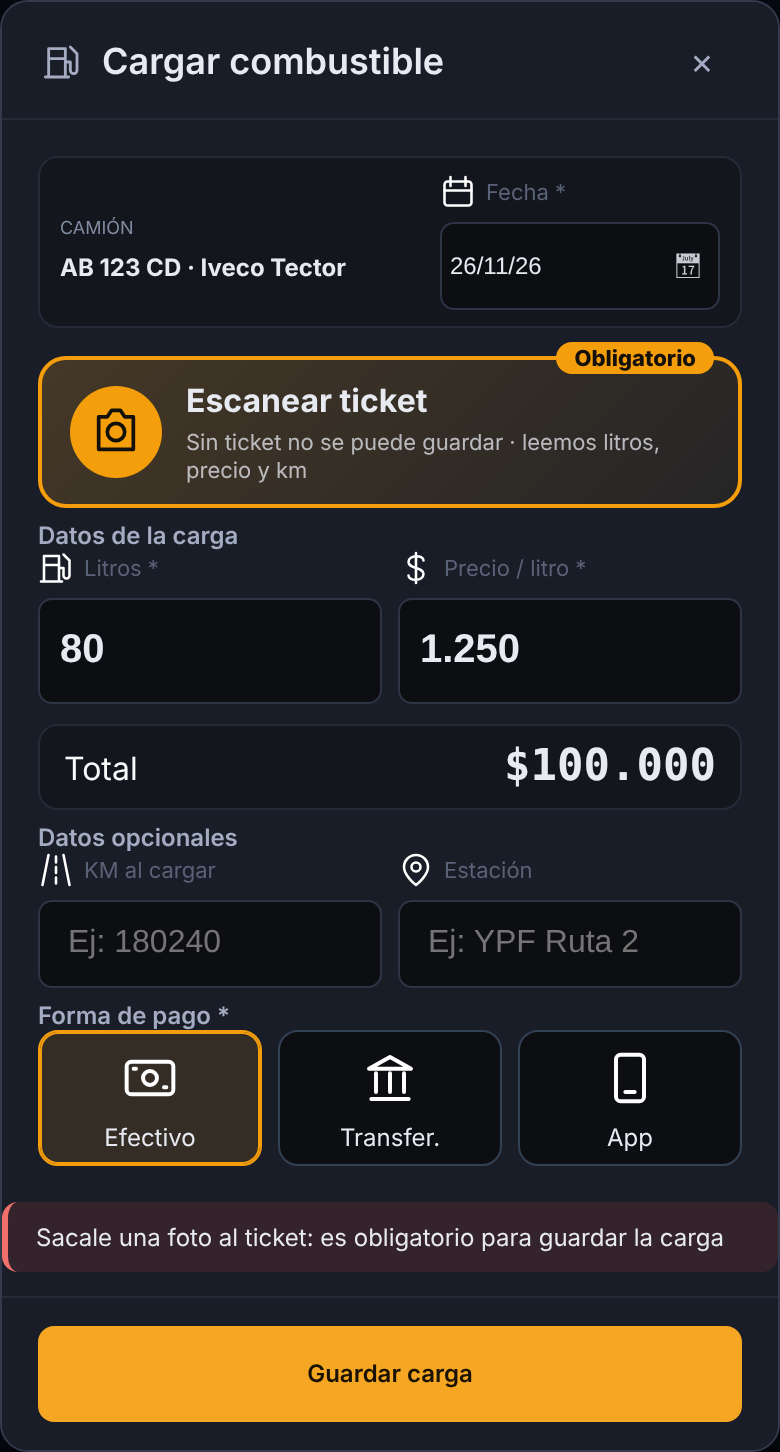 Cargar combustible
Fecha *
CAMIÓN
AB 123 CD · Iveco Tector
26/11/26
July
17
Obligatorio
Escanear ticket
Sin ticket no se puede guardar · leemos litros,
precio y km
Datos de la carga
Litros *
Precio / litro *
80
1.250
Total
$100.000
Datos opcionales
KM al cargar
Estación
Ej: 180240
Ej: YPF Ruta 2
Forma de pago *
Efectivo
Transfer.
App
Sacale una foto al ticket: es obligatorio para guardar la carga
Guardar carga